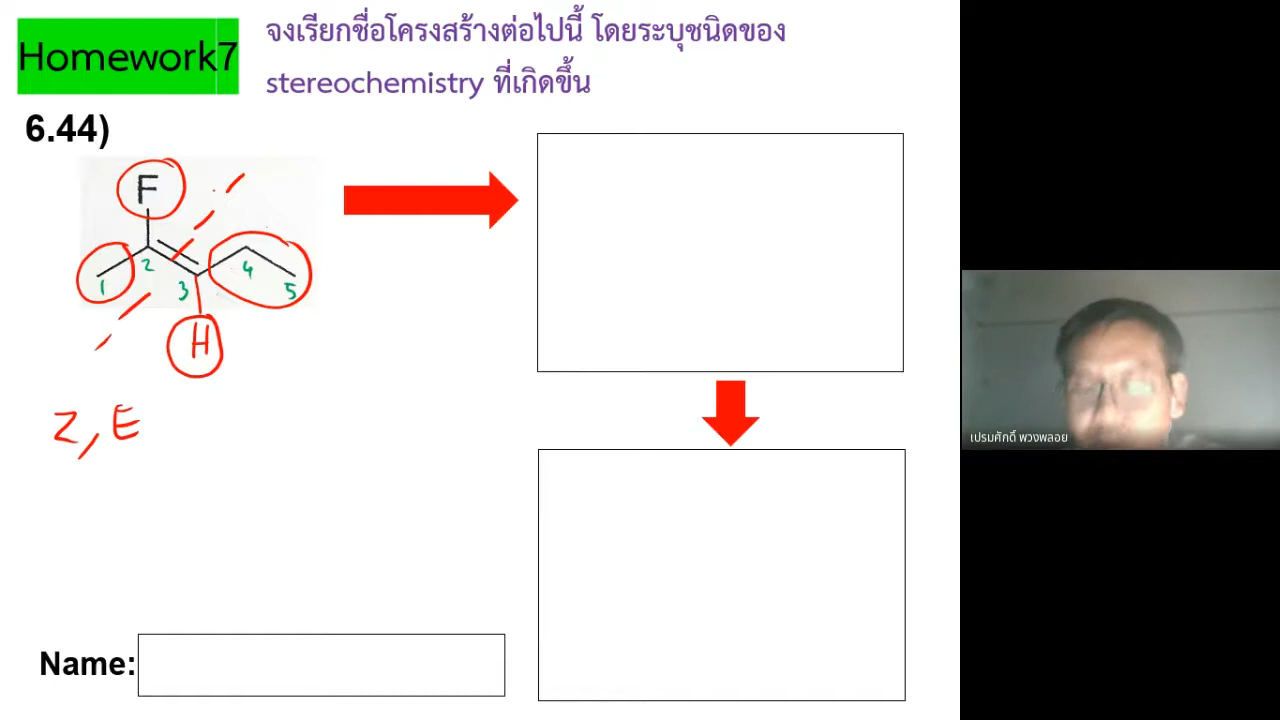 Homework7
จงเรียกชื่อโครงสร้างต่อไปนี้ โดยระบุชนิดของ
stereochemistry ที่เกิดขึ้น
6.44)
F
1 2 3 4 5
H
Z, E
Name:
เปรมศักดิ์ พวงพลอย